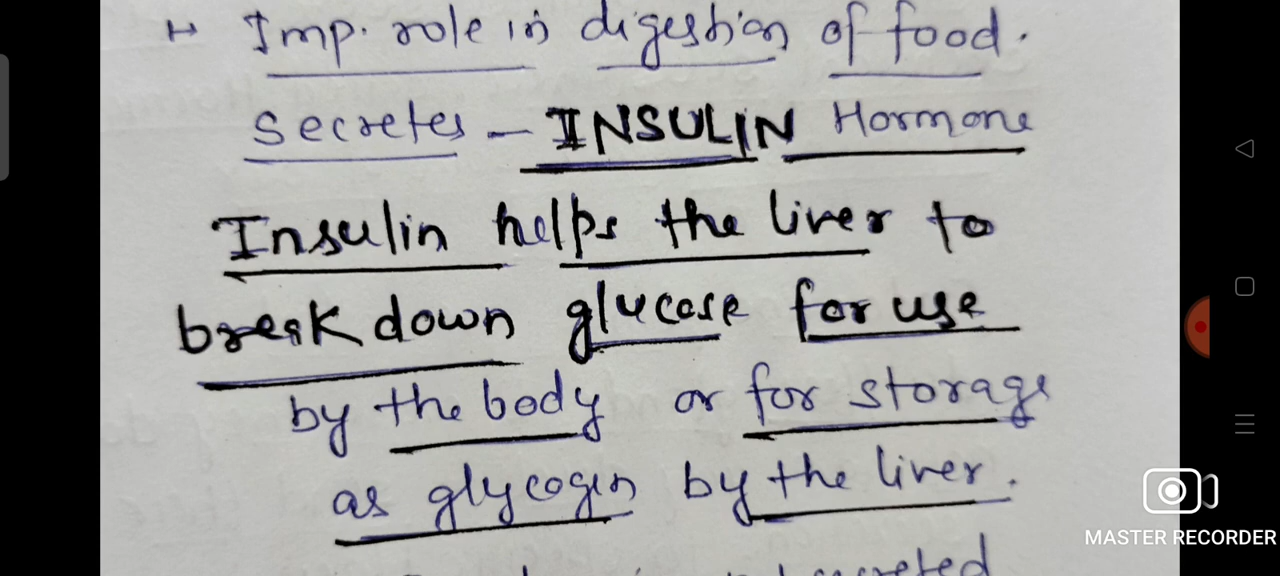 Imp. role in digestion of food.
Secretes - INSULIN Hormone
Insulin helps the liver to
break down glucose for use
by the body or for storage
as glycogen by the liver.
MASTER RECORDER